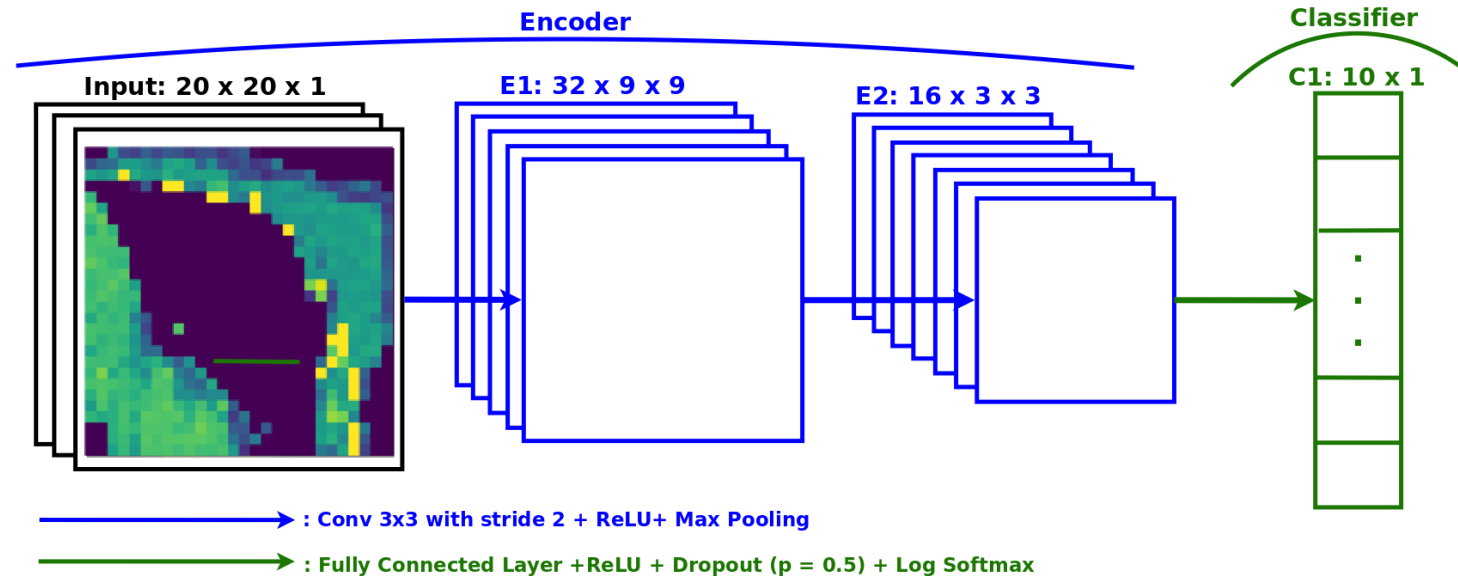 Encoder
Classifier
Input: 20 x 20 x 1
E1: 32 x 9 x 9
E2: 16 x 3 x 3
C1: 10 x 1
: Conv 3x3 with stride 2 + ReLU+ Max Pooling
: Fully Connected Layer +ReLU + Dropout (p = 0.5) + Log Softmax